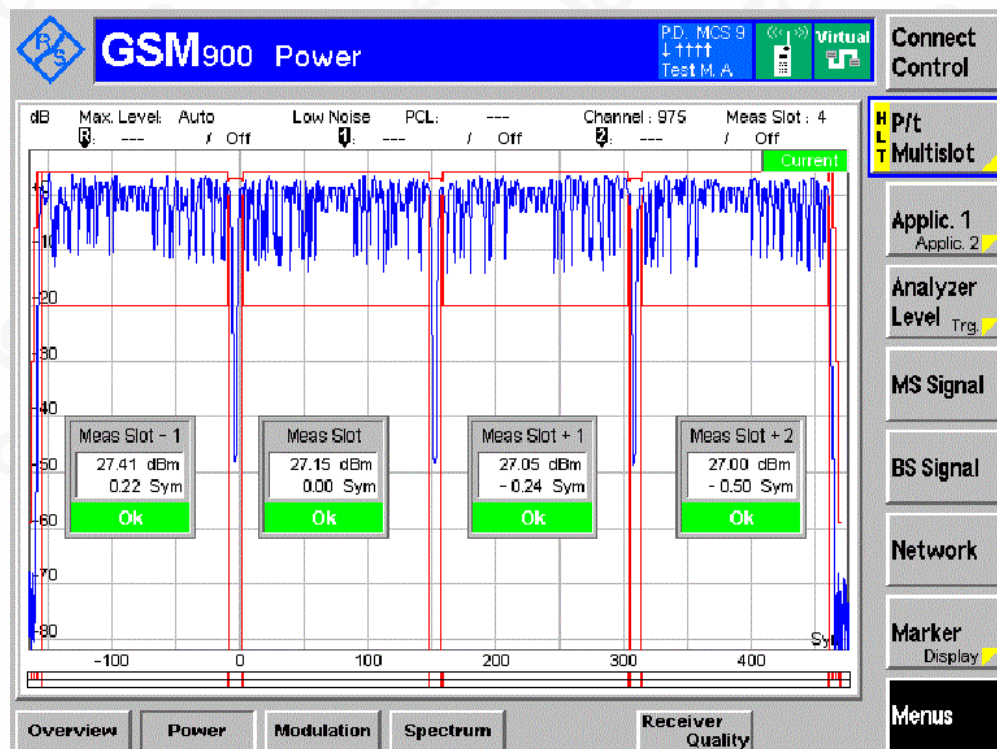 R/S
GSM900 Power
P.D. MCS 9
↓ ↑↑↑↑
Test M. A
Virtual
Connect Control
dB Max. Level: Auto Low Noise PCL: --- Channel : 975 Meas Slot : 4
R: --- / Off 1: --- / Off 2: --- / Off
Current
+0
-10
-20
-30
-40
-50
-60
-70
-80
Meas Slot - 1
27.41 dBm
0.22 Sym
Ok
Meas Slot
27.15 dBm
0.00 Sym
Ok
Meas Slot + 1
27.05 dBm
- 0.24 Sym
Ok
Meas Slot + 2
27.00 dBm
- 0.50 Sym
Ok
-100 0 100 200 300 400
HLT
P/t Multislot
Applic. 1
Applic. 2
Analyzer Level
Trg.
MS Signal
BS Signal
Network
Marker
Display
Menus
Overview
Power
Modulation
Spectrum
Receiver Quality